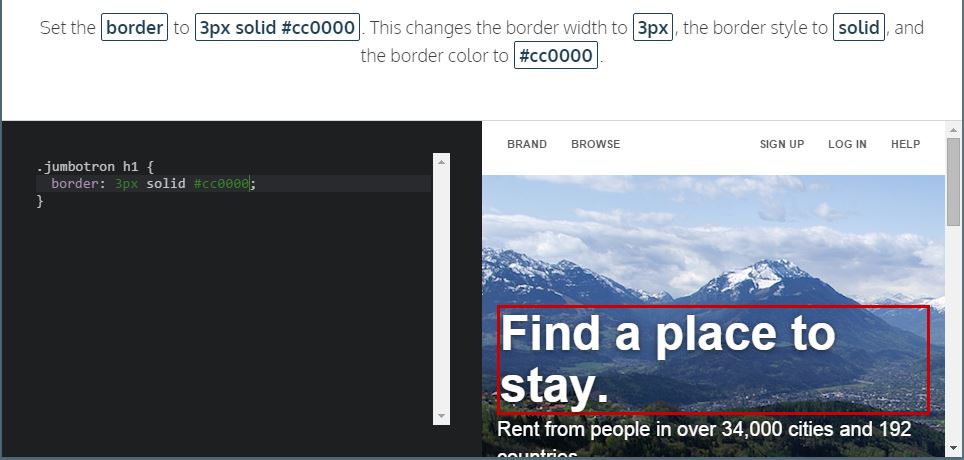 Set the border to 3px solid #cc0000. This changes the border width to 3px, the border style to solid, and
the border color to #cc0000.
.jumbotron h1 {
border: 3px solid #cc0000;
}
BRAND BROWSE SIGN UP LOG IN HELP
Find a place to
stay.
Rent from people in over 34,000 cities and 192
countries